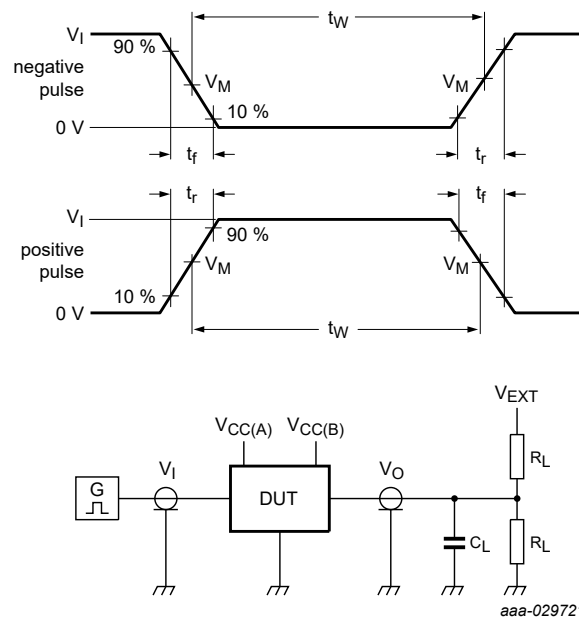 V_I
t_W
90 %
negative
pulse
V_M
V_M
10 %
0 V
t_f
t_r
t_r
t_f
V_I
90 %
positive
pulse
V_M
V_M
10 %
0 V
t_W
V_EXT
V_CC(A)
V_CC(B)
R_L
V_I
V_O
G
DUT
C_L
R_L
aaa-02972